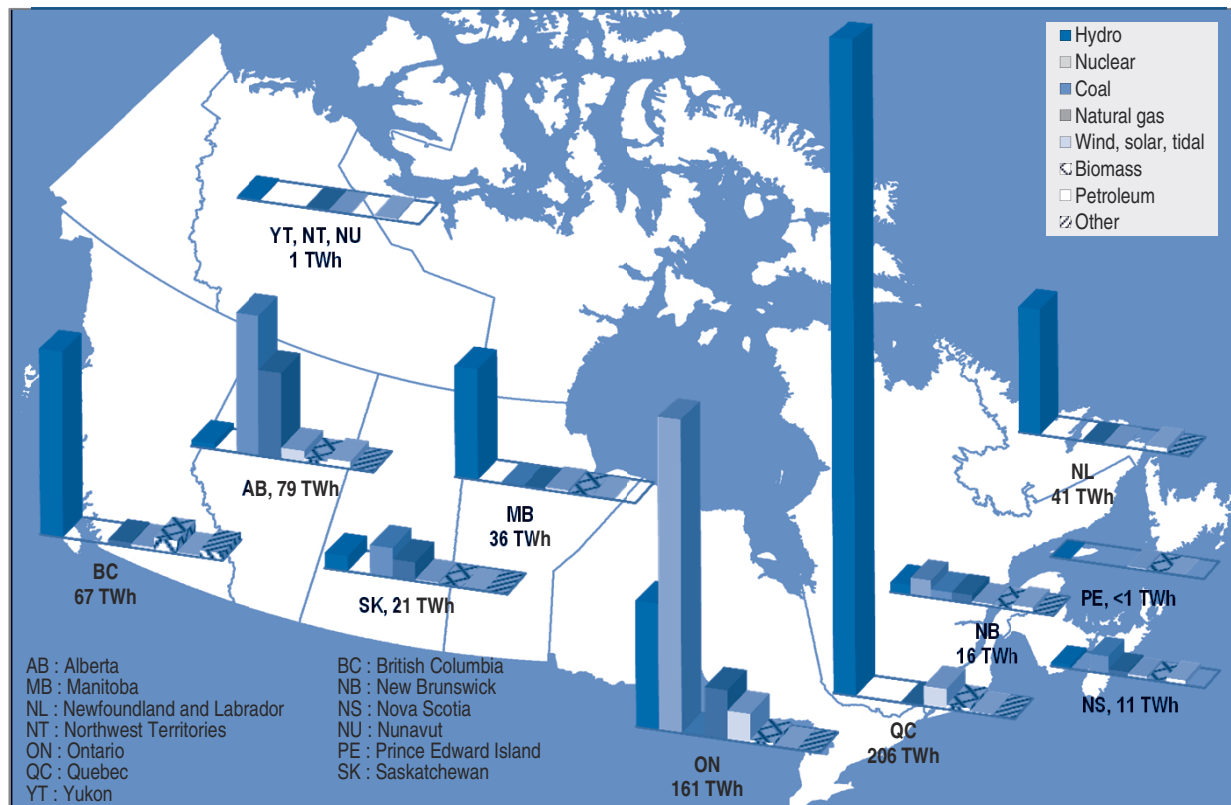 Hydro
Nuclear
Coal
Natural gas
Wind, solar, tidal
Biomass
Petroleum
Other
YT, NT, NU
1 TWh
AB, 79 TWh
MB
36 TWh
NL
41 TWh
BC
67 TWh
SK, 21 TWh
PE, <1 TWh
NB
16 TWh
NS, 11 TWh
QC
206 TWh
ON
161 TWh
AB : Alberta
MB : Manitoba
NL : Newfoundland and Labrador
NT : Northwest Territories
ON : Ontario
QC : Quebec
YT : Yukon
BC : British Columbia
NB : New Brunswick
NS : Nova Scotia
NU : Nunavut
PE : Prince Edward Island
SK : Saskatchewan